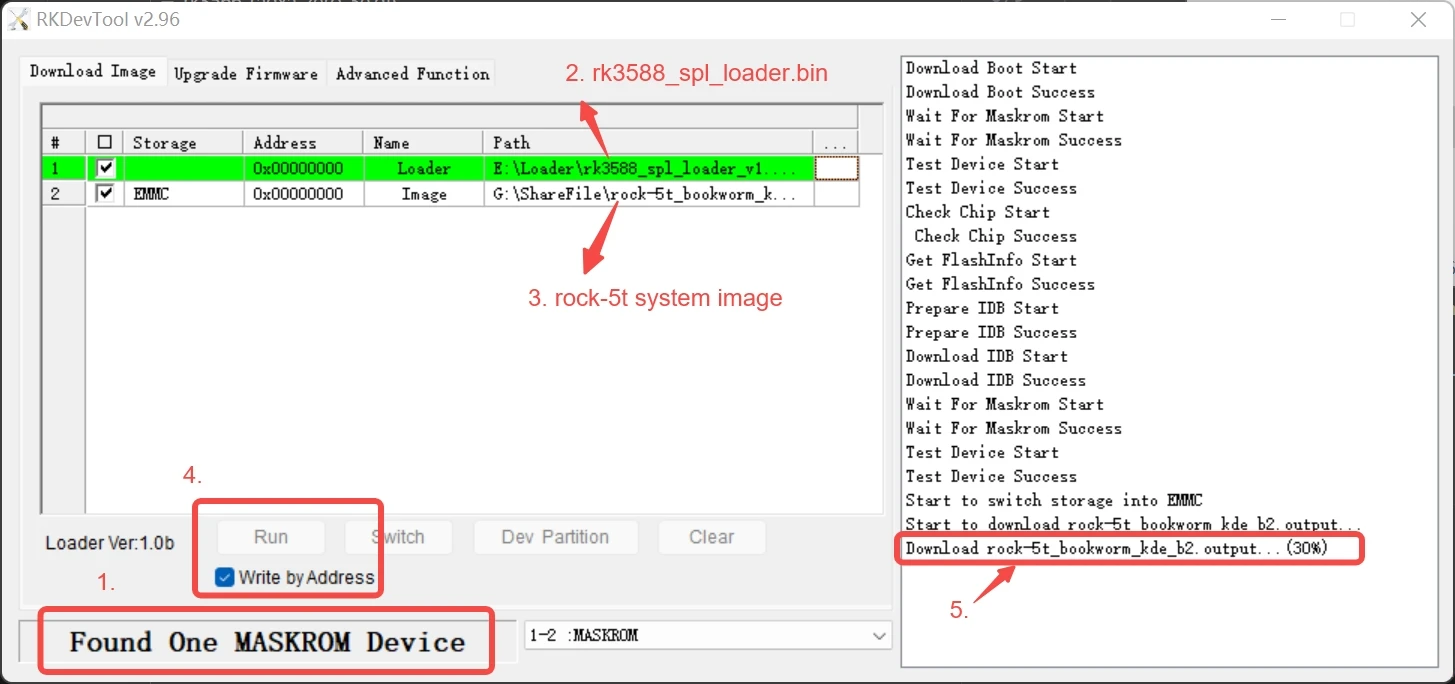 RKDevTool v2.96
Download Image Upgrade Firmware Advanced Function
2. rk3588_spl_loader.bin
# Storage Address Name Path ...
1 0x00000000 Loader E:\Loader\rk3588_spl_loader_v1....
2 EMMC 0x00000000 Image G:\ShareFile\rock-5t_bookworm_k...
3. rock-5t system image
4.
Loader Ver:1.0b Run Switch Dev Partition Clear
Write by Address
1.
Found One MASKROM Device
1-2 :MASKROM
Download Boot Start
Download Boot Success
Wait For Maskrom Start
Wait For Maskrom Success
Test Device Start
Test Device Success
Check Chip Start
Check Chip Success
Get FlashInfo Start
Get FlashInfo Success
Prepare IDB Start
Prepare IDB Success
Download IDB Start
Download IDB Success
Wait For Maskrom Start
Wait For Maskrom Success
Test Device Start
Test Device Success
Start to switch storage into EMMC
Start to download rock-5t_bookworm_kde_b2.output...
Download rock-5t_bookworm_kde_b2.output...(30%)
5.